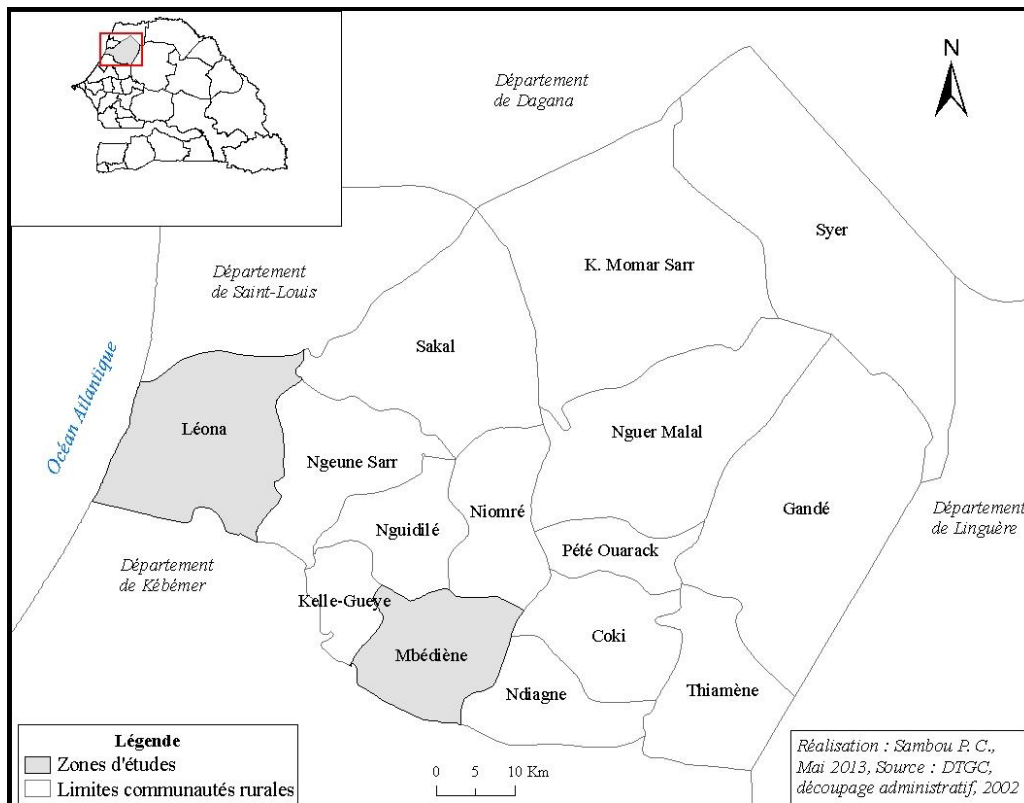 N
Département
de Dagana
Syer
K. Momar Sarr
Département
de Saint-Louis
Sakal
Océan Atlantique
Léona
Nguer Malal
Ngeune Sarr
Niomré
Gandé
Département
de Linguère
Nguidilé
Pété Ouarack
Département
de Kébémer
Kelle-Gueye
Coki
Mbédiène
Ndiagne
Thiamène
Légende
Zones d'études
Limites communautés rurales
0 5 10 Km
Réalisation : Sambou P. C.,
Mai 2013, Source : DTGC,
découpage administratif, 2002